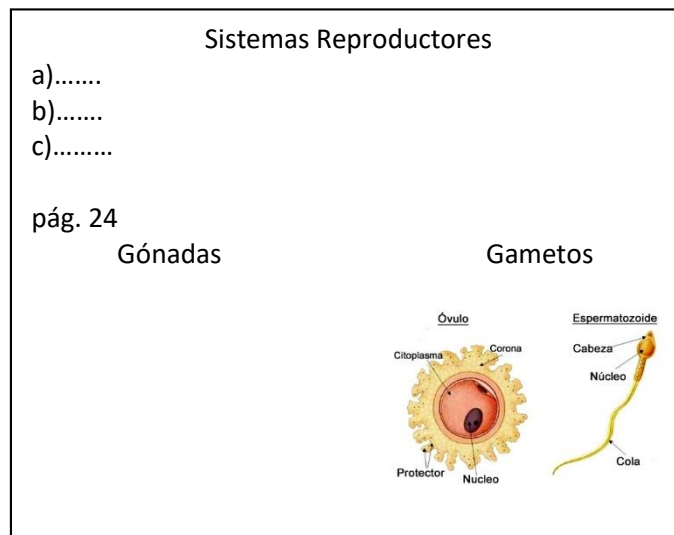 Sistemas Reproductores
a)…….
b)…….
c)………
pág. 24
Gónadas
Gametos
Óvulo
Citoplasma
Corona
Protector
Nucleo
Espermatozoide
Cabeza
Núcleo
Cola